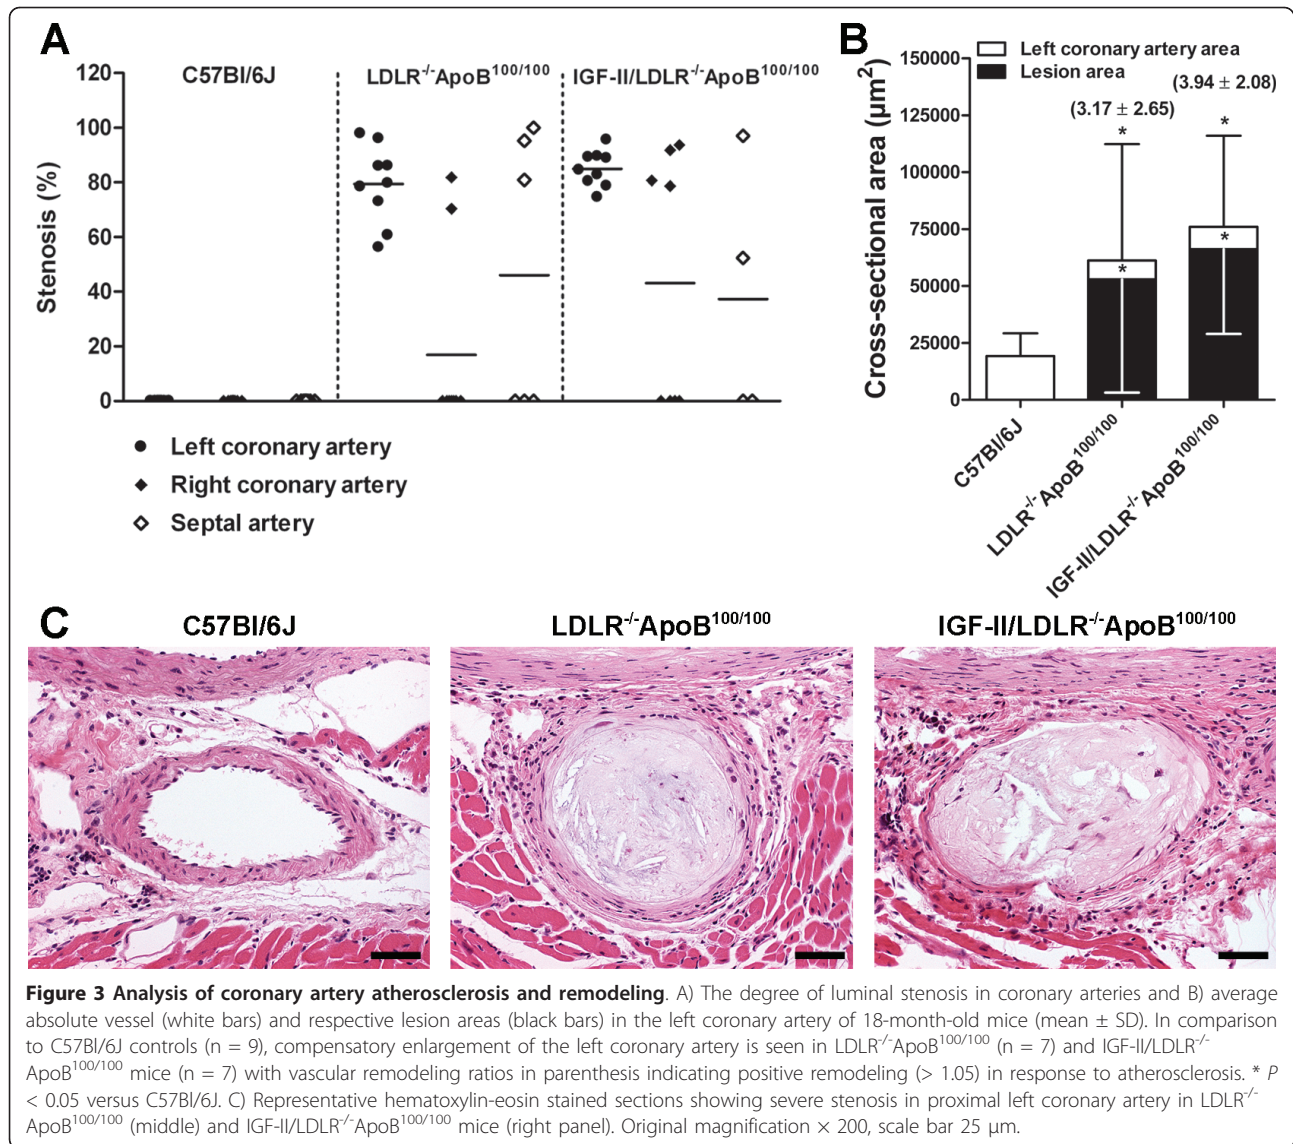 A
C57Bl/6J
LDLR-/-ApoB100/100
IGF-II/LDLR-/-ApoB100/100
Stenosis (%)
120
100
80
60
40
20
0
Left coronary artery
Right coronary artery
Septal artery
B
Left coronary artery area
Lesion area
Cross-sectional area (µm2)
150000
125000
100000
75000
50000
25000
0
(3.17 ± 2.65)
(3.94 ± 2.08)
*
*
*
*
C57Bl/6J
LDLR-/-ApoB100/100
IGF-II/LDLR-/-ApoB100/100
C
C57Bl/6J
LDLR-/-ApoB100/100
IGF-II/LDLR-/-ApoB100/100
Figure 3 Analysis of coronary artery atherosclerosis and remodeling. A) The degree of luminal stenosis in coronary arteries and B) average
absolute vessel (white bars) and respective lesion areas (black bars) in the left coronary artery of 18-month-old mice (mean ± SD). In comparison
to C57Bl/6J controls (n = 9), compensatory enlargement of the left coronary artery is seen in LDLR-/-ApoB100/100 (n = 7) and IGF-II/LDLR-/-
ApoB100/100 mice (n = 7) with vascular remodeling ratios in parenthesis indicating positive remodeling (> 1.05) in response to atherosclerosis. * P
< 0.05 versus C57Bl/6J. C) Representative hematoxylin-eosin stained sections showing severe stenosis in proximal left coronary artery in LDLR-/-
ApoB100/100 (middle) and IGF-II/LDLR-/-ApoB100/100 mice (right panel). Original magnification × 200, scale bar 25 µm.